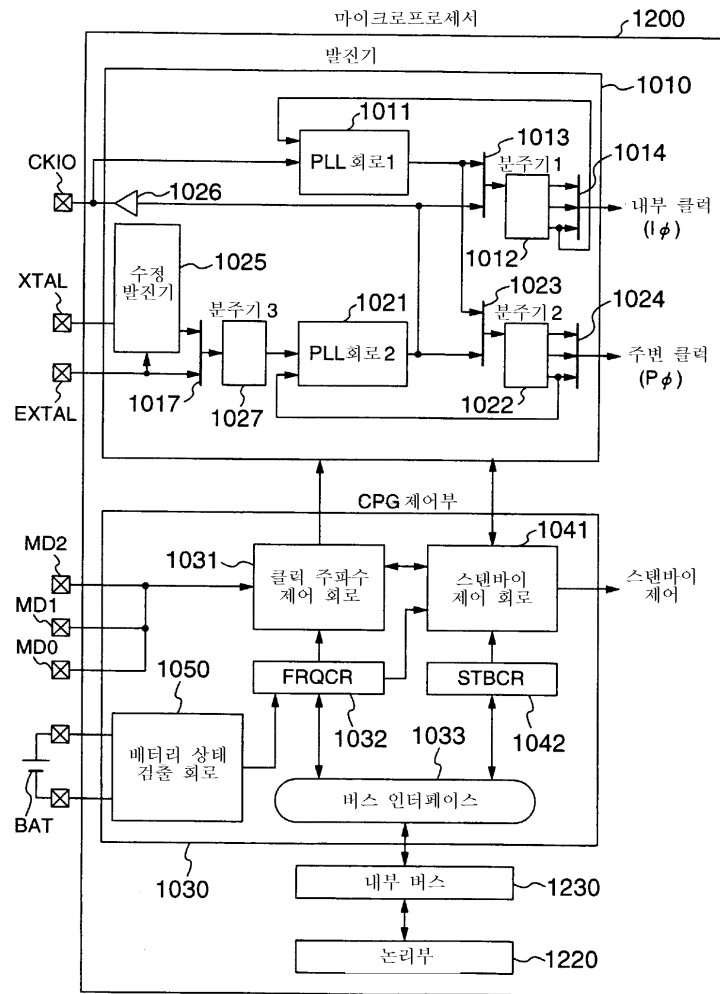 마이크로프로세서
1200
발진기
1010
1011
PLL 회로 1
1013
분주기 1
1014
CKIO
1026
내부 클럭
(Iφ)
1012
수정
발진기
1025
XTAL
분주기 3
1021
PLL 회로 2
1023
분주기 2
1024
주변 클럭
(Pφ)
EXTAL
1017
1027
1022
CPG 제어부
MD2
1031
클릭 주파수
제어 회로
1041
스탠바이
제어 회로
스탠바이
제어
MD1
MD0
1050
FRQCR
1032
STBCR
1042
배터리 상태
검출 회로
1033
버스 인터페이스
BAT
1030
내부 버스
1230
논리부
1220